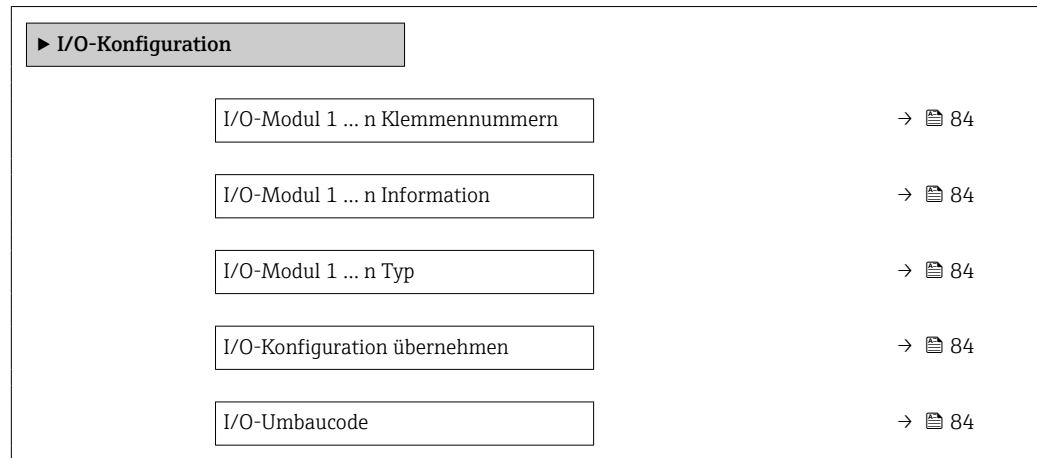 ▶ I/O-Konfiguration
I/O-Modul 1 … n Klemmennummern → 84
I/O-Modul 1 … n Information → 84
I/O-Modul 1 … n Typ → 84
I/O-Konfiguration übernehmen → 84
I/O-Umbaucode → 84